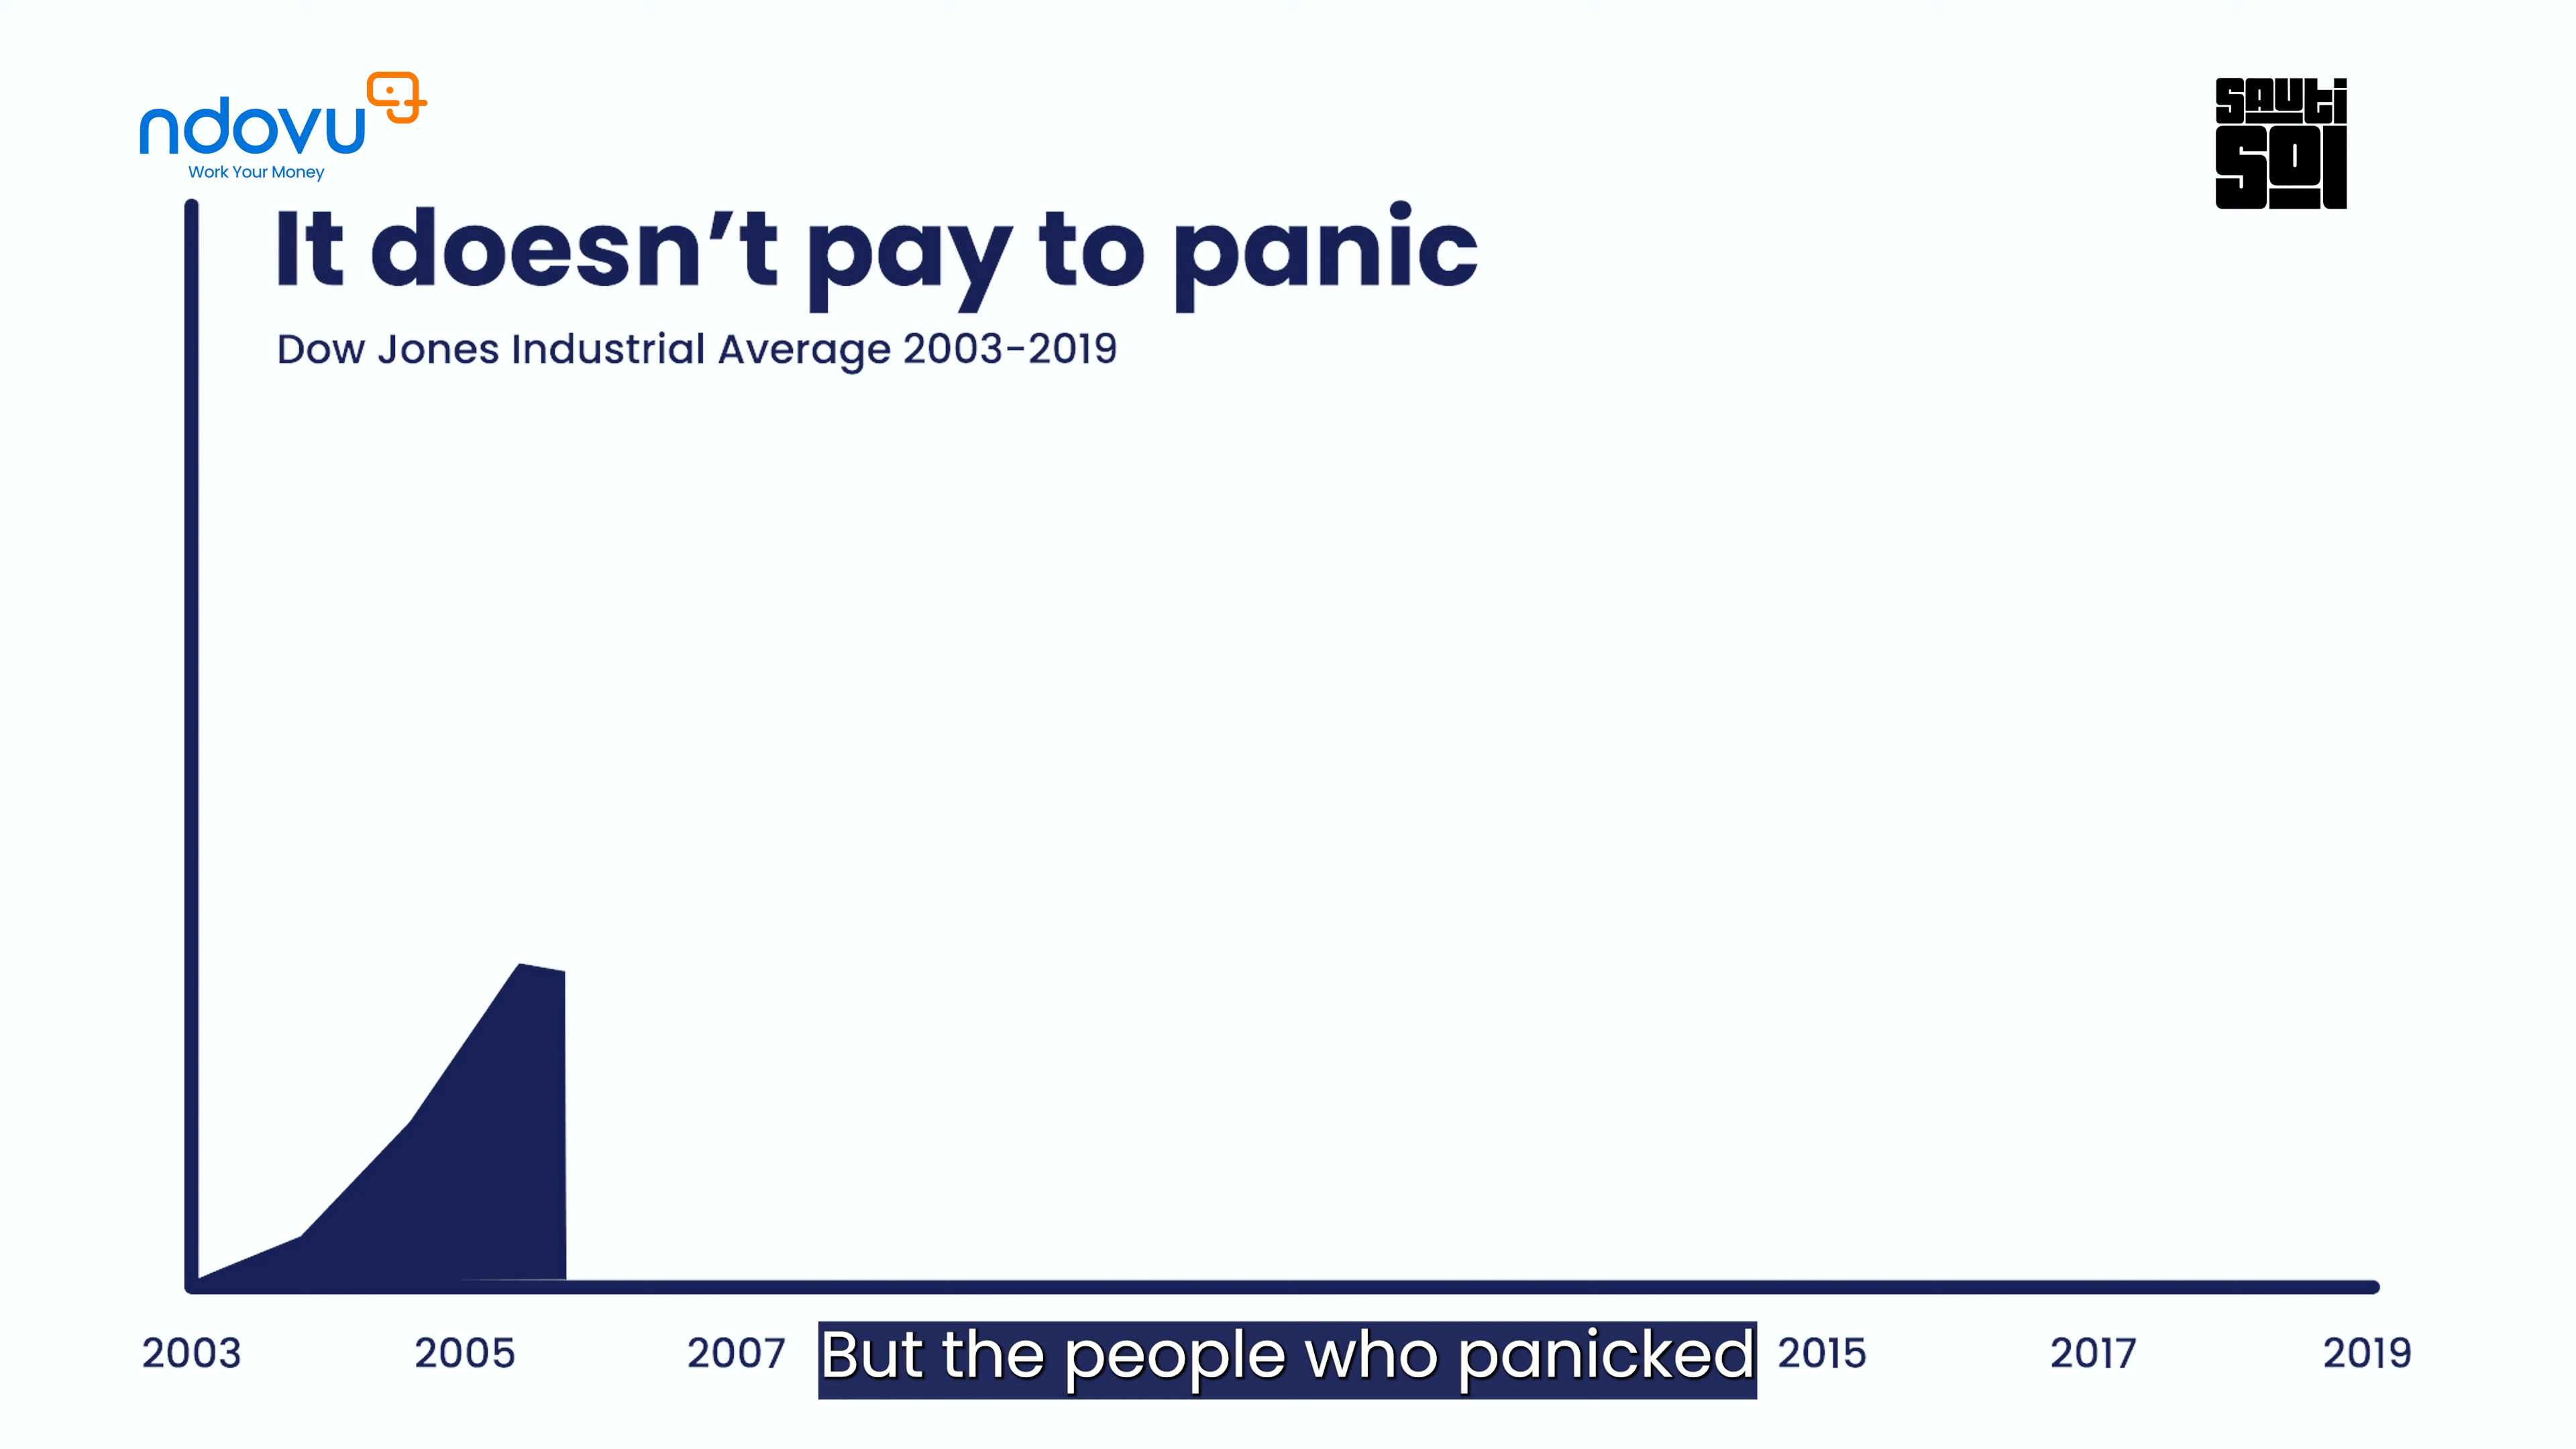 ndovu
Work Your Money
sauti
sol
It doesn't pay to panic
Dow Jones Industrial Average 2003-2019
2003 2005 2007 But the people who panicked 2015 2017 2019